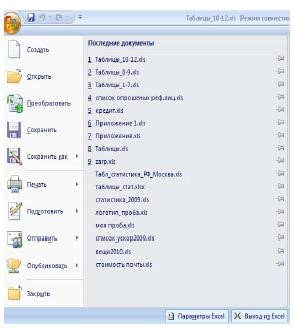 Таблицы_10-12.xls [Режим совместим
Создать
Открыть
Преобразовать
Сохранить
Сохранить как
Печать
Подготовить
Отправить
Опубликовать
Закрыть
Последние документы
1 Таблицы_10-12.xls
2 Таблицы_8-9.xls
3 Таблицы_1-7.xls
4 список опрошеных реф.лиц.xls
5 кредит.xls
6 Приложение 1.xls
7 Приложение.xls
8 Таблицы.xls
9 zarp.xls
Табл_статистика_РФ_Москва.xls
таблицы_стат.xlsx
статистика_2009.xls
логотип_проба.xls
моя проба.xls
список_ускор2009.xls
вещи2010.xls
стоимость почты.xls
Параметры Excel
Выход из Excel